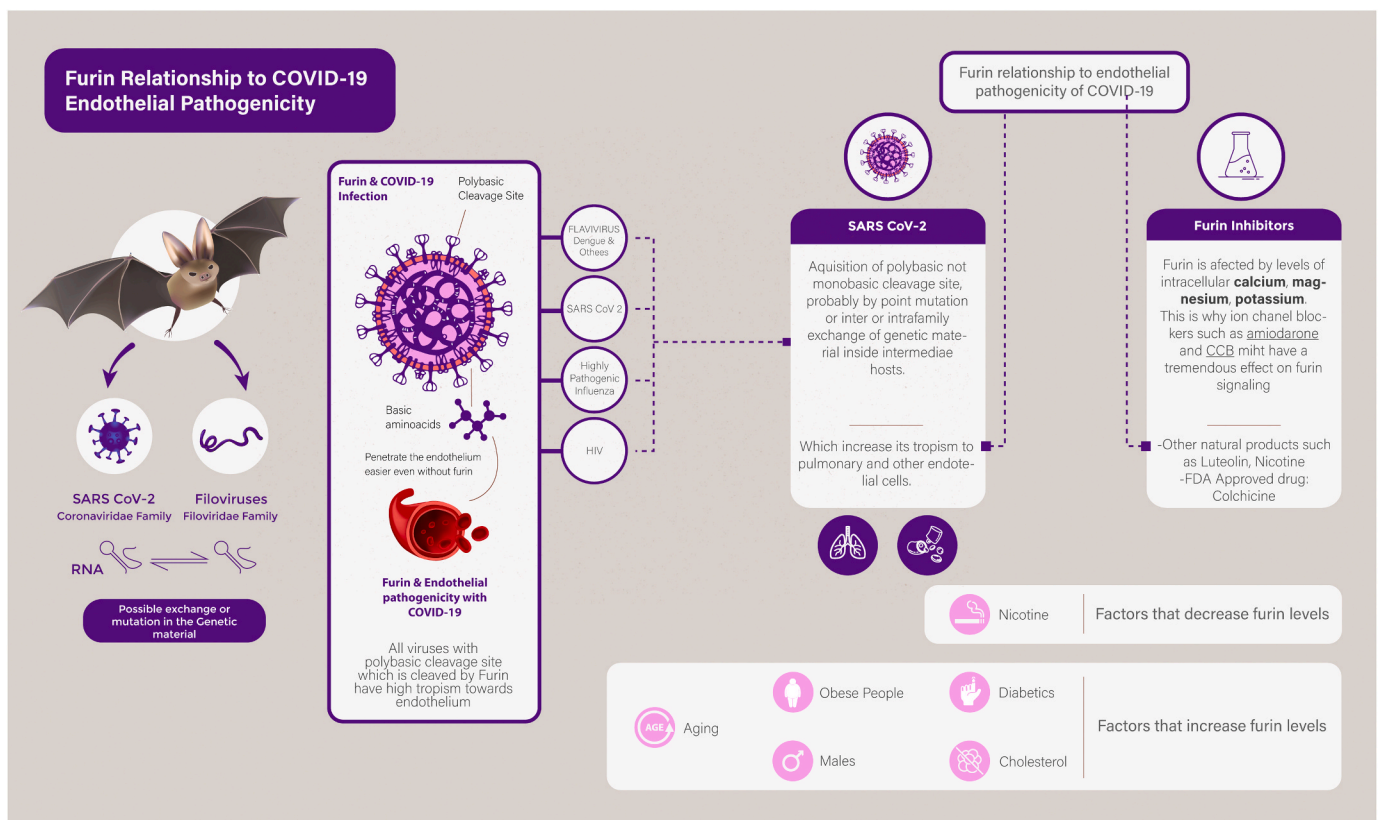 Furin Relationship to COVID-19
Endothelial Pathogenicity
SARS CoV-2
Coronaviridae Family
Filoviruses
Filoviridae Family
RNA
Possible exchange or
mutation in the Genetic
material
Furin & COVID-19
Infection
Polybasic
Cleavage Site
Basic
aminoacids
Penetrate the endothelium
easier even without furin
Furin & Endothelial
pathogenicity with
COVID-19
All viruses with
polybasic cleavage site
which is cleaved by Furin
have high tropism towards
endothelium
FLAVIVIRUS
Dengue &
Othees
SARS CoV 2
Highly
Pathogenic
Influenza
HIV
Furin relationship to endothelial
pathogenicity of COVID-19
SARS CoV-2
Aquisition of polybasic not
monobasic cleavage site,
probably by point mutation
or inter or intrafamily
exchange of genetic mate-
rial inside intermediae
hosts.
Which increase its tropism to
pulmonary and other endote-
lial cells.
Furin Inhibitors
Furin is afected by levels of
intracellular calcium, mag-
nesium, potassium.
This is why ion chanel bloc-
kers such as amiodarone
and CCB miht have a
tremendous effect on furin
signaling
-Other natural products such
as Luteolin, Nicotine
-FDA Approved drug:
Colchicine
Nicotine
Factors that decrease furin levels
AGE
Aging
Obese People
Males
Diabetics
Cholesterol
Factors that increase furin levels